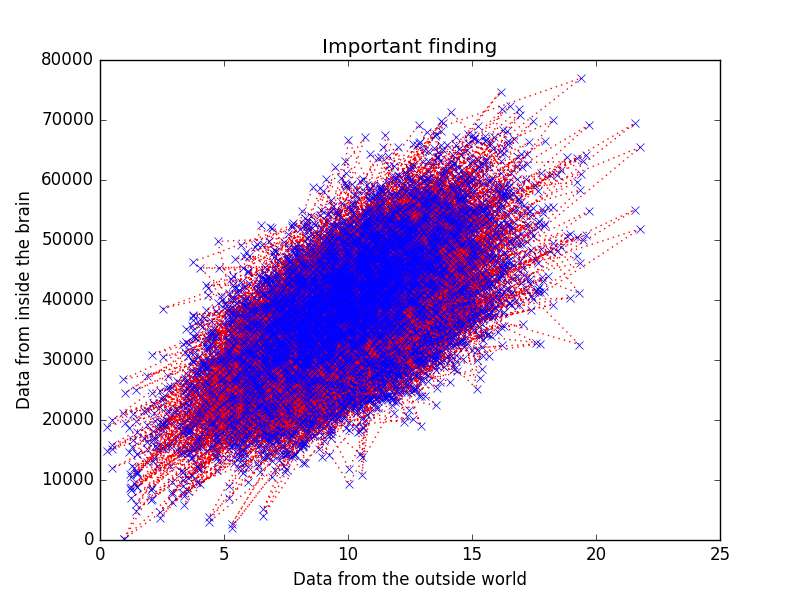 Important finding
80000
70000
60000
50000
40000
30000
20000
10000
0
Data from inside the brain
0 5 10 15 20 25
Data from the outside world